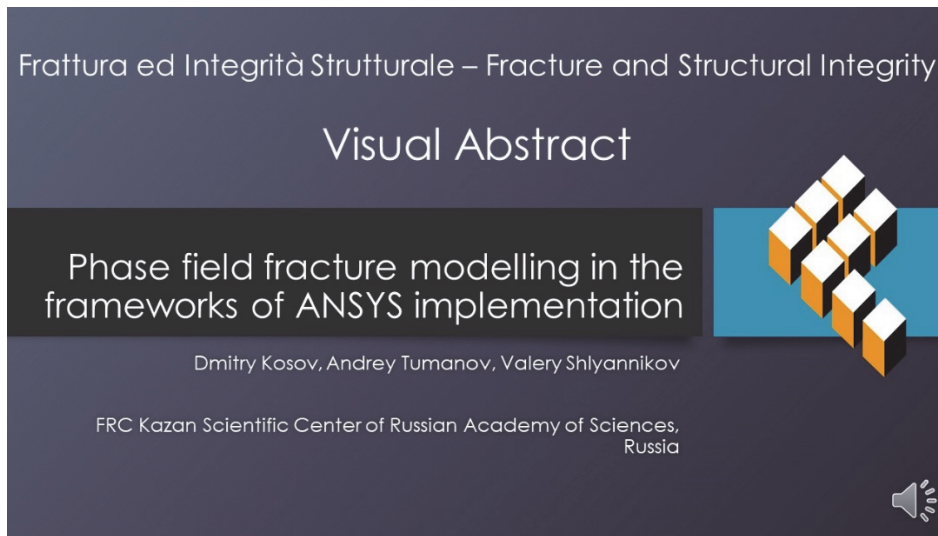 Frattura ed Integrità Strutturale – Fracture and Structural Integrity
Visual Abstract
Phase field fracture modelling in the
frameworks of ANSYS implementation
Dmitry Kosov, Andrey Tumanov, Valery Shlyannikov
FRC Kazan Scientific Center of Russian Academy of Sciences,
Russia